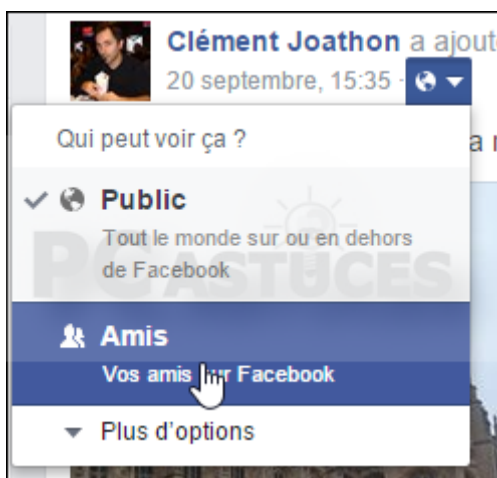 Clément Joathon a ajout
20 septembre, 15:35 ·
Qui peut voir ça ?
Public
Tout le monde sur ou en dehors
de Facebook
PC ASTUCES
Amis
Vos amis sur Facebook
Plus d'options